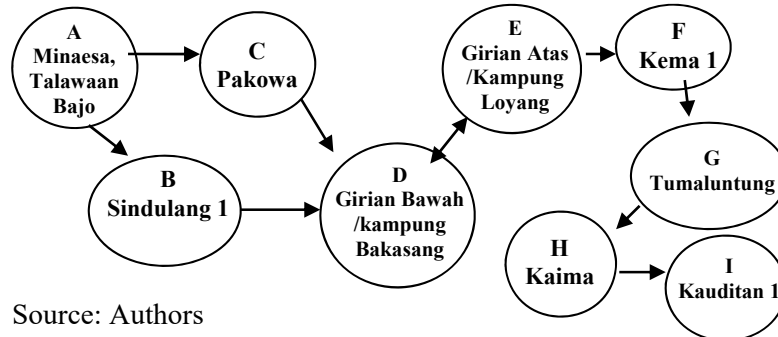 A
Minaesa,
Talawaan
Bajo
C
Pakowa
E
Girian Atas
/Kampung
Loyang
F
Kema 1
B
Sindulang 1
D
Girian Bawah
/kampung
Bakasang
G
Tumaluntung
H
Kaima
I
Kauditan 1
Source: Authors